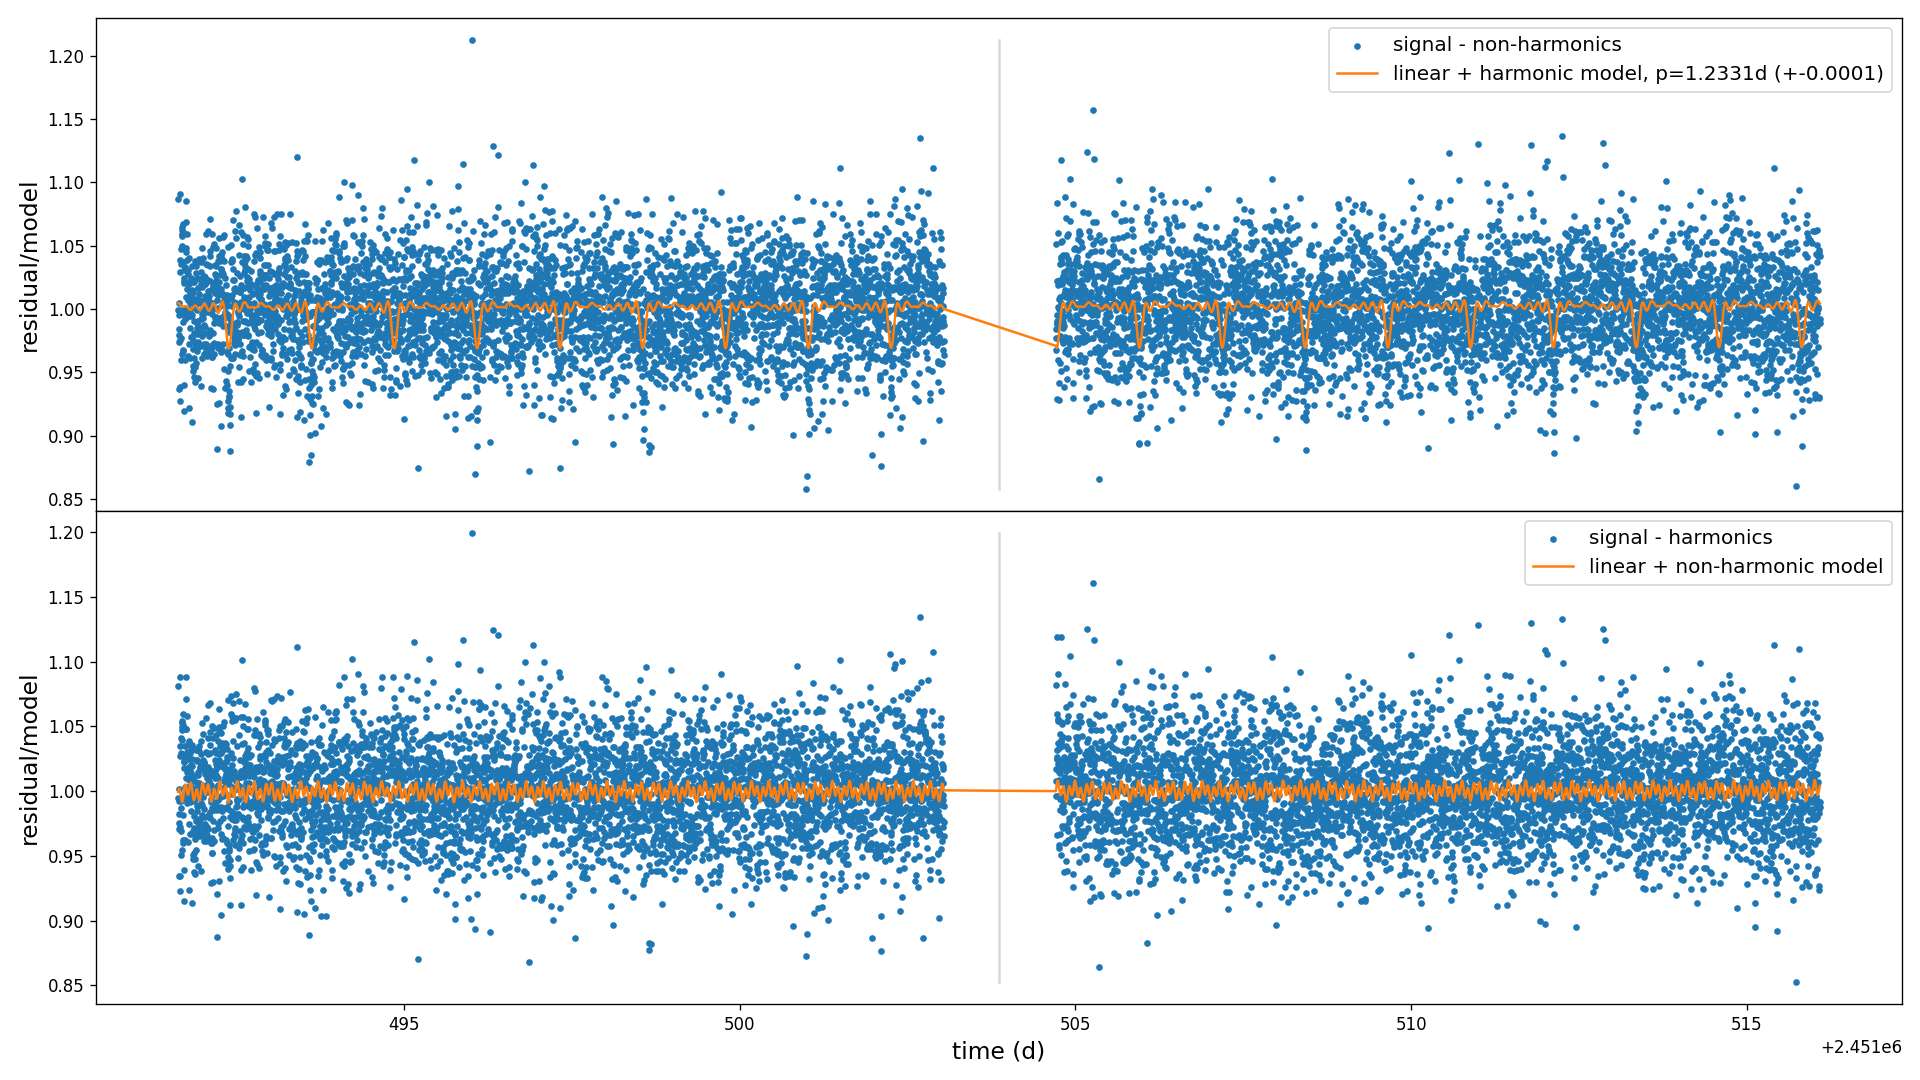 signal - non-harmonics
linear + harmonic model, p=1.2331d (+-0.0001)
1.20
1.15
1.10
1.05
1.00
0.95
0.90
0.85
residual/model
signal - harmonics
linear + non-harmonic model
1.20
1.15
1.10
1.05
1.00
0.95
0.90
0.85
residual/model
495
500
505
510
515
time (d)
+2.451e6